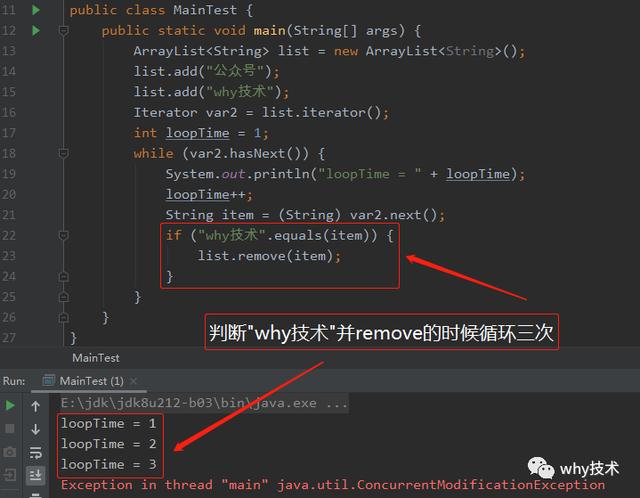 11 public class MainTest {
12 public static void main(String[] args) {
13 ArrayList<String> list = new ArrayList<String>();
14 list.add("公众号");
15 list.add("why技术");
16 Iterator var2 = list.iterator();
17 int loopTime = 1;
18 while (var2.hasNext()) {
19 System.out.println("loopTime = " + loopTime);
20 loopTime++;
21 String item = (String) var2.next();
22 if ("why技术".equals(item)) {
23 list.remove(item);
24 }
25 }
26 }
27 }
判断"why技术"并remove的时候循环三次
MainTest
Run: MainTest (1) ×
E:\jdk\jdk8u212-b03\bin\java.exe ...
loopTime = 1
loopTime = 2
loopTime = 3
Exception in thread "main" java.util.ConcurrentModificationException
why技术